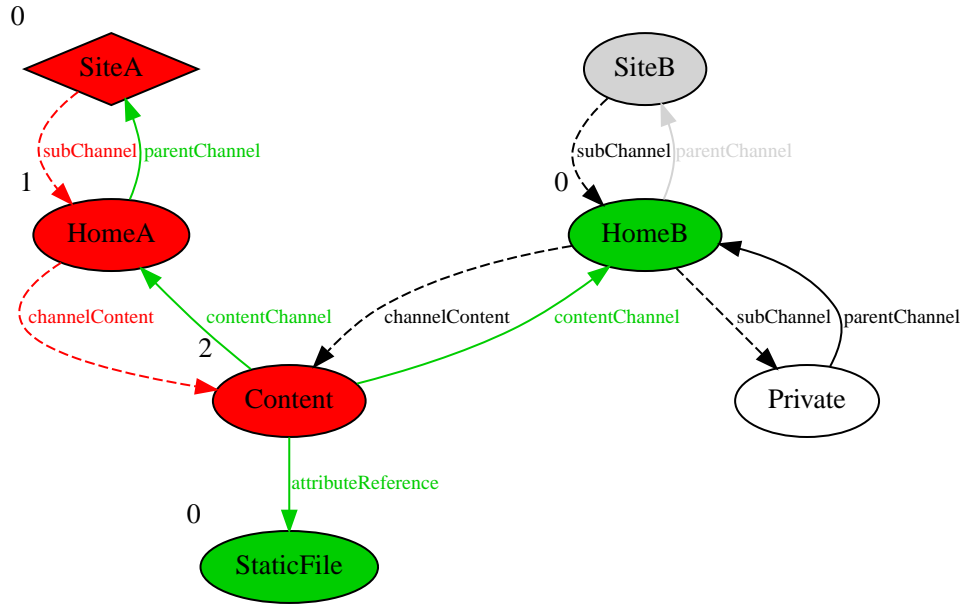 0
SiteA
SiteB
subChannel
parentChannel
subChannel
parentChannel
1
0
HomeA
HomeB
channelContent
contentChannel
channelContent
contentChannel
subChannel
parentChannel
2
Content
Private
attributeReference
0
StaticFile